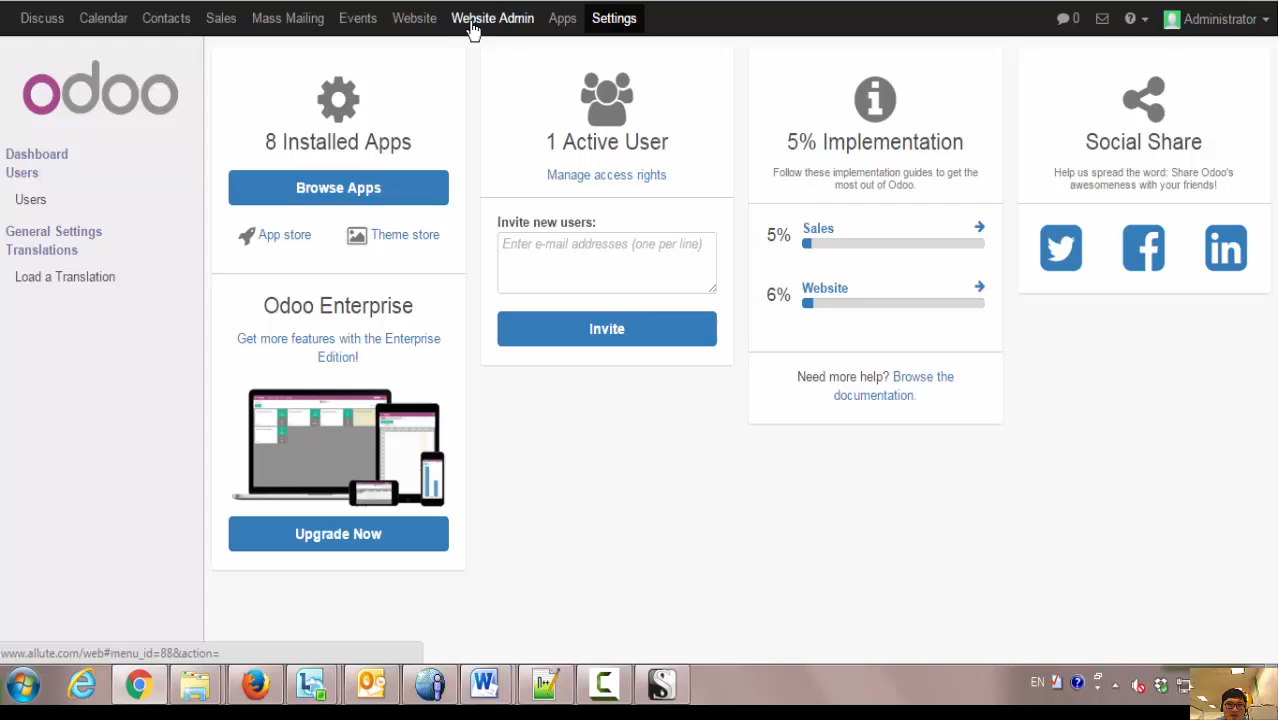 Discuss Calendar Contacts Sales Mass Mailing Events Website Website Admin Apps Settings 0 Administrator
odoo
Dashboard
Users
Users
General Settings
Translations
Load a Translation
8 Installed Apps
Browse Apps
App store Theme store
Odoo Enterprise
Get more features with the Enterprise
Edition!
Upgrade Now
1 Active User
Manage access rights
Invite new users:
Enter e-mail addresses (one per line)
Invite
5% Implementation
Follow these implementation guides to get the
most out of Odoo.
5% Sales
6% Website
Need more help? Browse the
documentation.
Social Share
Help us spread the word: Share Odoo's
awesomeness with your friends!
www.allute.com/web#menu_id=88&action=
EN